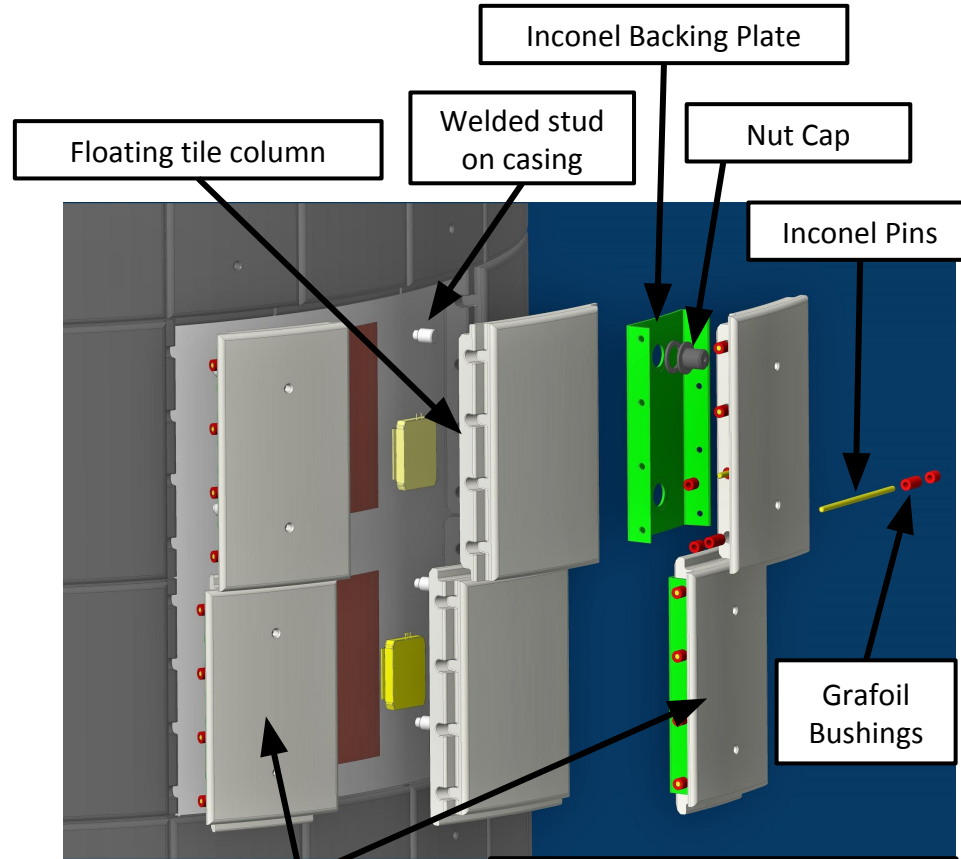 Inconel Backing Plate
Welded stud
on casing
Nut Cap
Floating tile column
Inconel Pins
Grafoil
Bushings